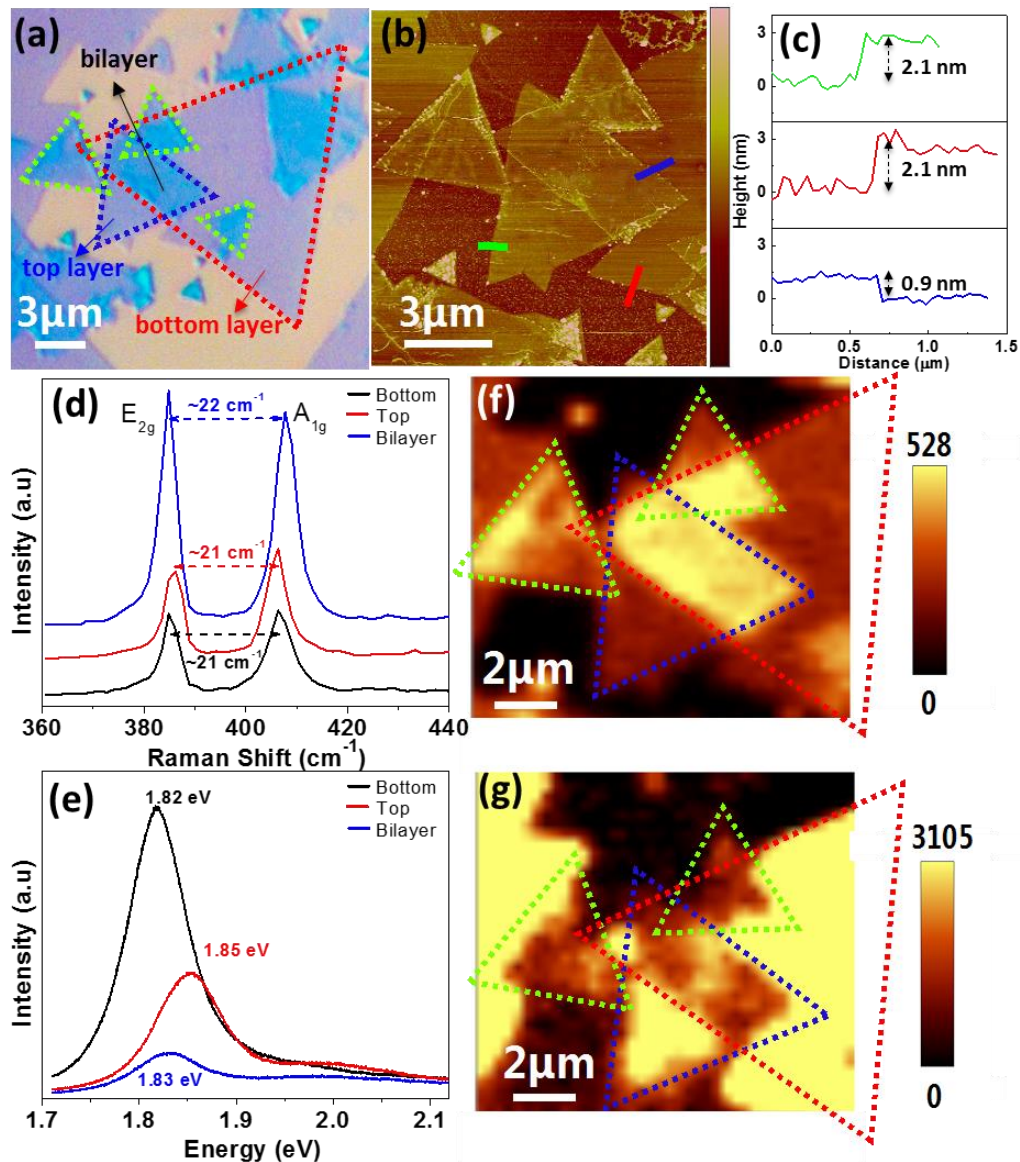 (a)
bilayer
top layer
bottom layer
3μm
(b)
3μm
(c)
3
0
2.1 nm
3
0
2.1 nm
3
0
0.9 nm
Height (nm)
0.0 0.5 1.0 1.5
Distance (μm)
(d)
E2g
~22 cm-1
A1g
Bottom
Top
Bilayer
~21 cm-1
~21 cm-1
Intensity (a.u)
360 380 400 420 440
Raman Shift (cm-1)
(f)
2μm
528
0
(e)
1.82 eV
Bottom
Top
Bilayer
1.85 eV
1.83 eV
Intensity (a.u)
1.7 1.8 1.9 2.0 2.1
Energy (eV)
(g)
2μm
3105
0